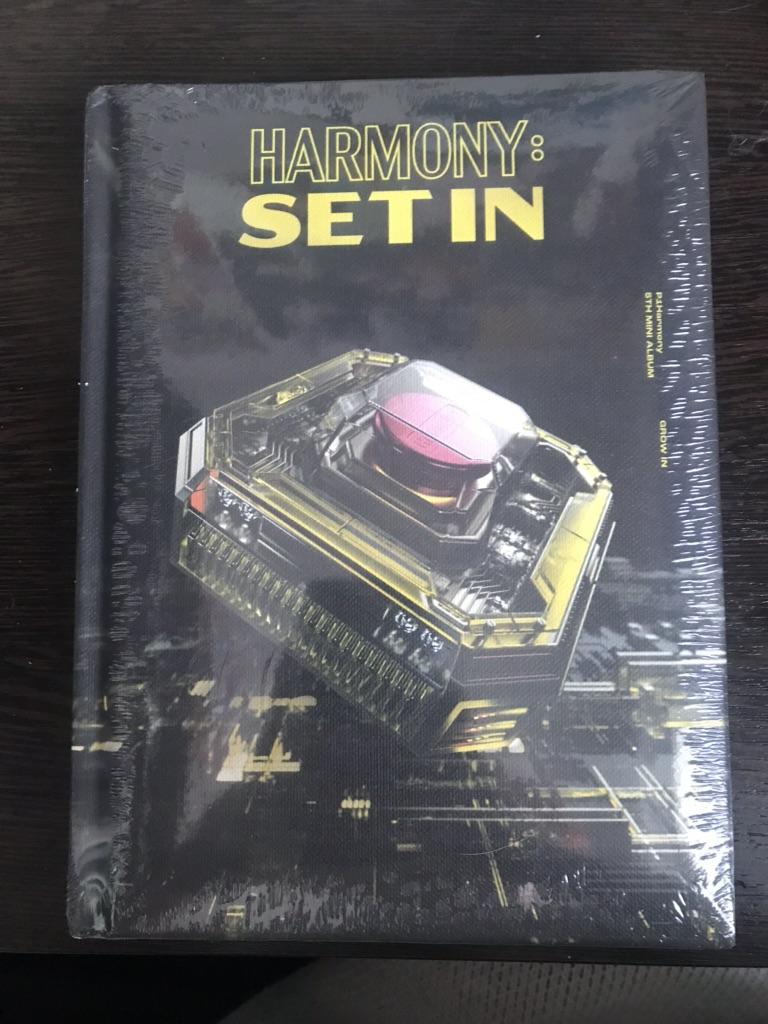 HARMONY:
SET IN
P1Harmony
5TH MINI ALBUM
GROW IN